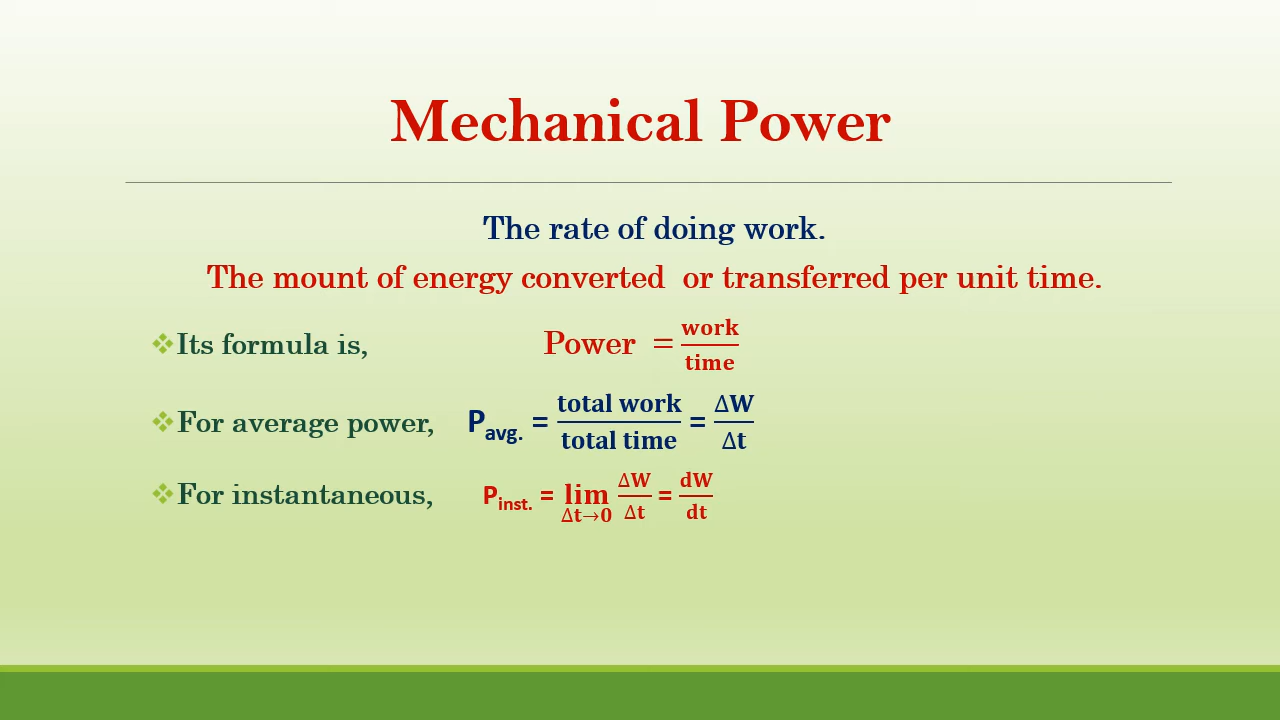 Mechanical Power
The rate of doing work.
The mount of energy converted or transferred per unit time.
❖Its formula is, Power = work/time
❖For average power, Pavg. = total work/total time = ΔW/Δt
❖For instantaneous, Pinst. = lim Δt→0 ΔW/Δt = dW/dt